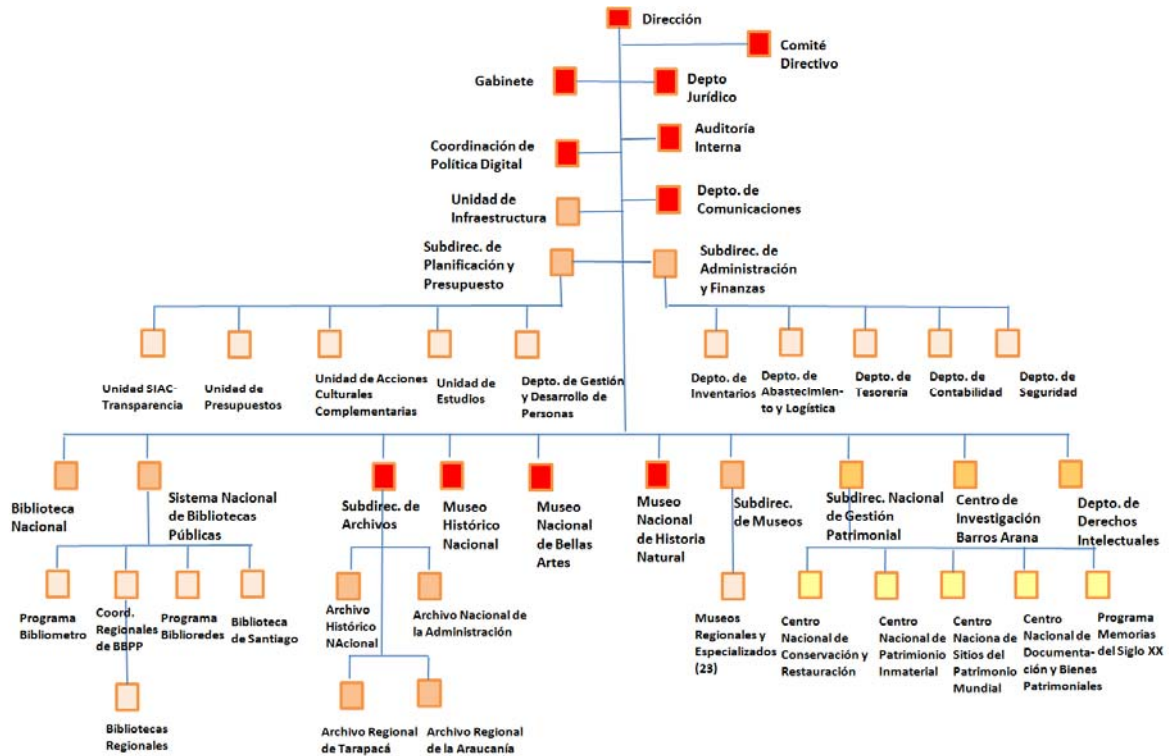 Dirección
Comité
Directivo
Gabinete
Depto
Jurídico
Auditoría
Interna
Coordinación de
Política Digital
Unidad de
Infraestructura
Depto. de
Comunicaciones
Subdirec. de
Planificación y
Presupuesto
Subdirec. de
Administración
y Finanzas
Unidad SIAC-
Transparencia
Unidad de
Presupuestos
Unidad de Acciones
Culturales
Complementarias
Unidad de
Estudios
Depto. de Gestión
y Desarrollo de
Personas
Depto. de
Inventarios
Depto. de
Abastecimien-
to y Logística
Depto. de
Tesorería
Depto. de
Contabilidad
Depto. de
Seguridad
Biblioteca
Nacional
Sistema Nacional
de Bibliotecas
Públicas
Subdirec. de
Archivos
Museo
Histórico
Nacional
Museo
Nacional
de Bellas
Artes
Museo
Nacional
de Historia
Natural
Subdirec.
de Museos
Subdirec. Nacional
de Gestión
Patrimonial
Centro de
Investigación
Barros Arana
Depto. de
Derechos
Intelectuales
Programa
Bibliometro
Coord.
Regionales
de BBPP
Programa
Biblioredes
Biblioteca
de Santiago
Bibliotecas
Regionales
Archivo
Histórico
NAcional
Archivo Nacional de
la Administración
Archivo Regional
de Tarapacá
Archivo Regional
de la Araucanía
Museos
Regionales y
Especializados
(23)
Centro
Nacional de
Conservación y
Restauración
Centro
Nacional de
Patrimionio
Inmaterial
Centro
Naciona de
Sitios del
Patrimonio
Mundial
Centro
Nacional de
Documenta-
ción y Bienes
Patrimoniales
Programa
Memorias
del Siglo XX